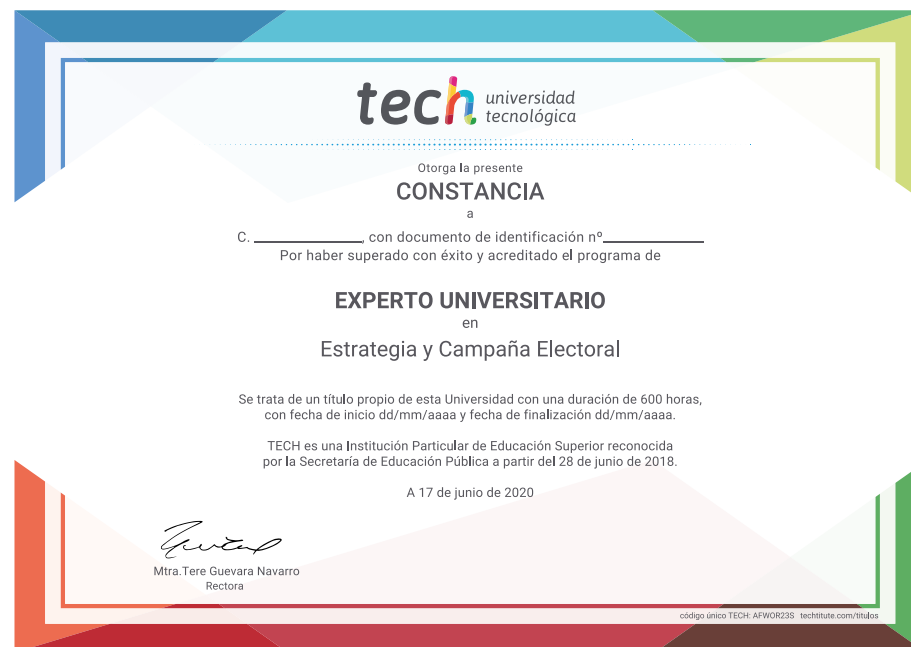 tech universidad
tecnológica
Otorga la presente
CONSTANCIA
a
C. ____________, con documento de identificación nº____________
Por haber superado con éxito y acreditado el programa de
EXPERTO UNIVERSITARIO
en
Estrategia y Campaña Electoral
Se trata de un título propio de esta Universidad con una duración de 600 horas,
con fecha de inicio dd/mm/aaaa y fecha de finalización dd/mm/aaaa.
TECH es una Institución Particular de Educación Superior reconocida
por la Secretaría de Educación Pública a partir del 28 de junio de 2018.
A 17 de junio de 2020
Mtra.Tere Guevara Navarro
Rectora
código único TECH: AFWOR23S techtitute.com/titulos